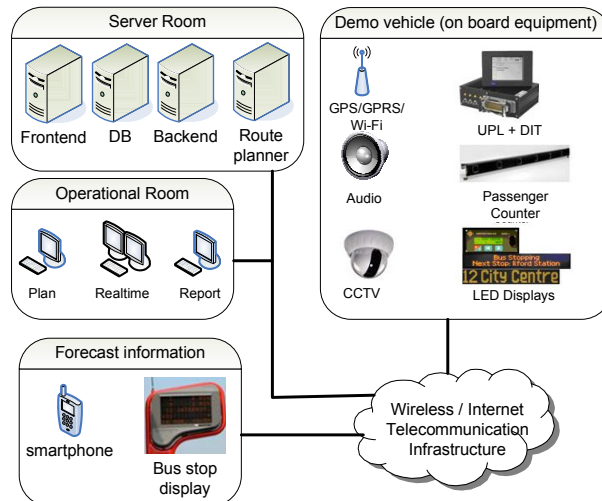 Server Room
Frontend
DB
Backend
Route
planner
Operational Room
Plan
Realtime
Report
Forecast information
smartphone
Bus stop
display
Demo vehicle (on board equipment)
GPS/GPRS/
Wi-Fi
UPL + DIT
Audio
Passenger
Counter
CCTV
Bus Stopping
Next Stop: Ilford Station
12 City Centre
LED Displays
Wireless / Internet
Telecommunication
Infrastructure